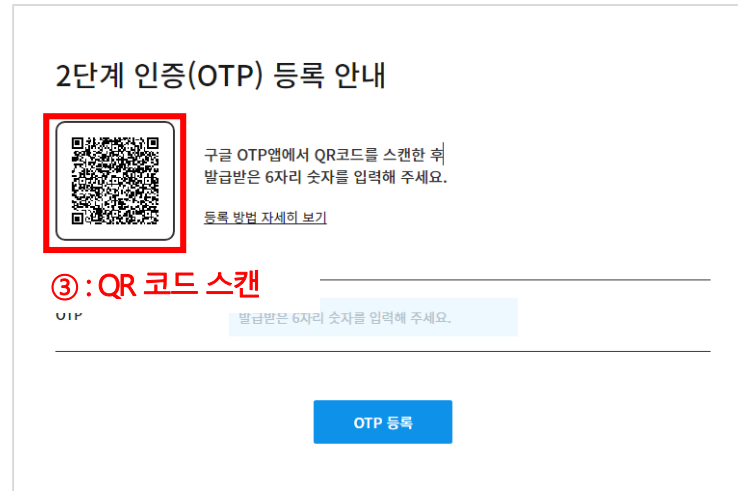 2단계 인증(OTP) 등록 안내
구글 OTP앱에서 QR코드를 스캔한 후
발급받은 6자리 숫자를 입력해 주세요.
등록 방법 자세히 보기
③ : QR 코드 스캔
OTP
발급받은 6자리 숫자를 입력해 주세요.
OTP 등록